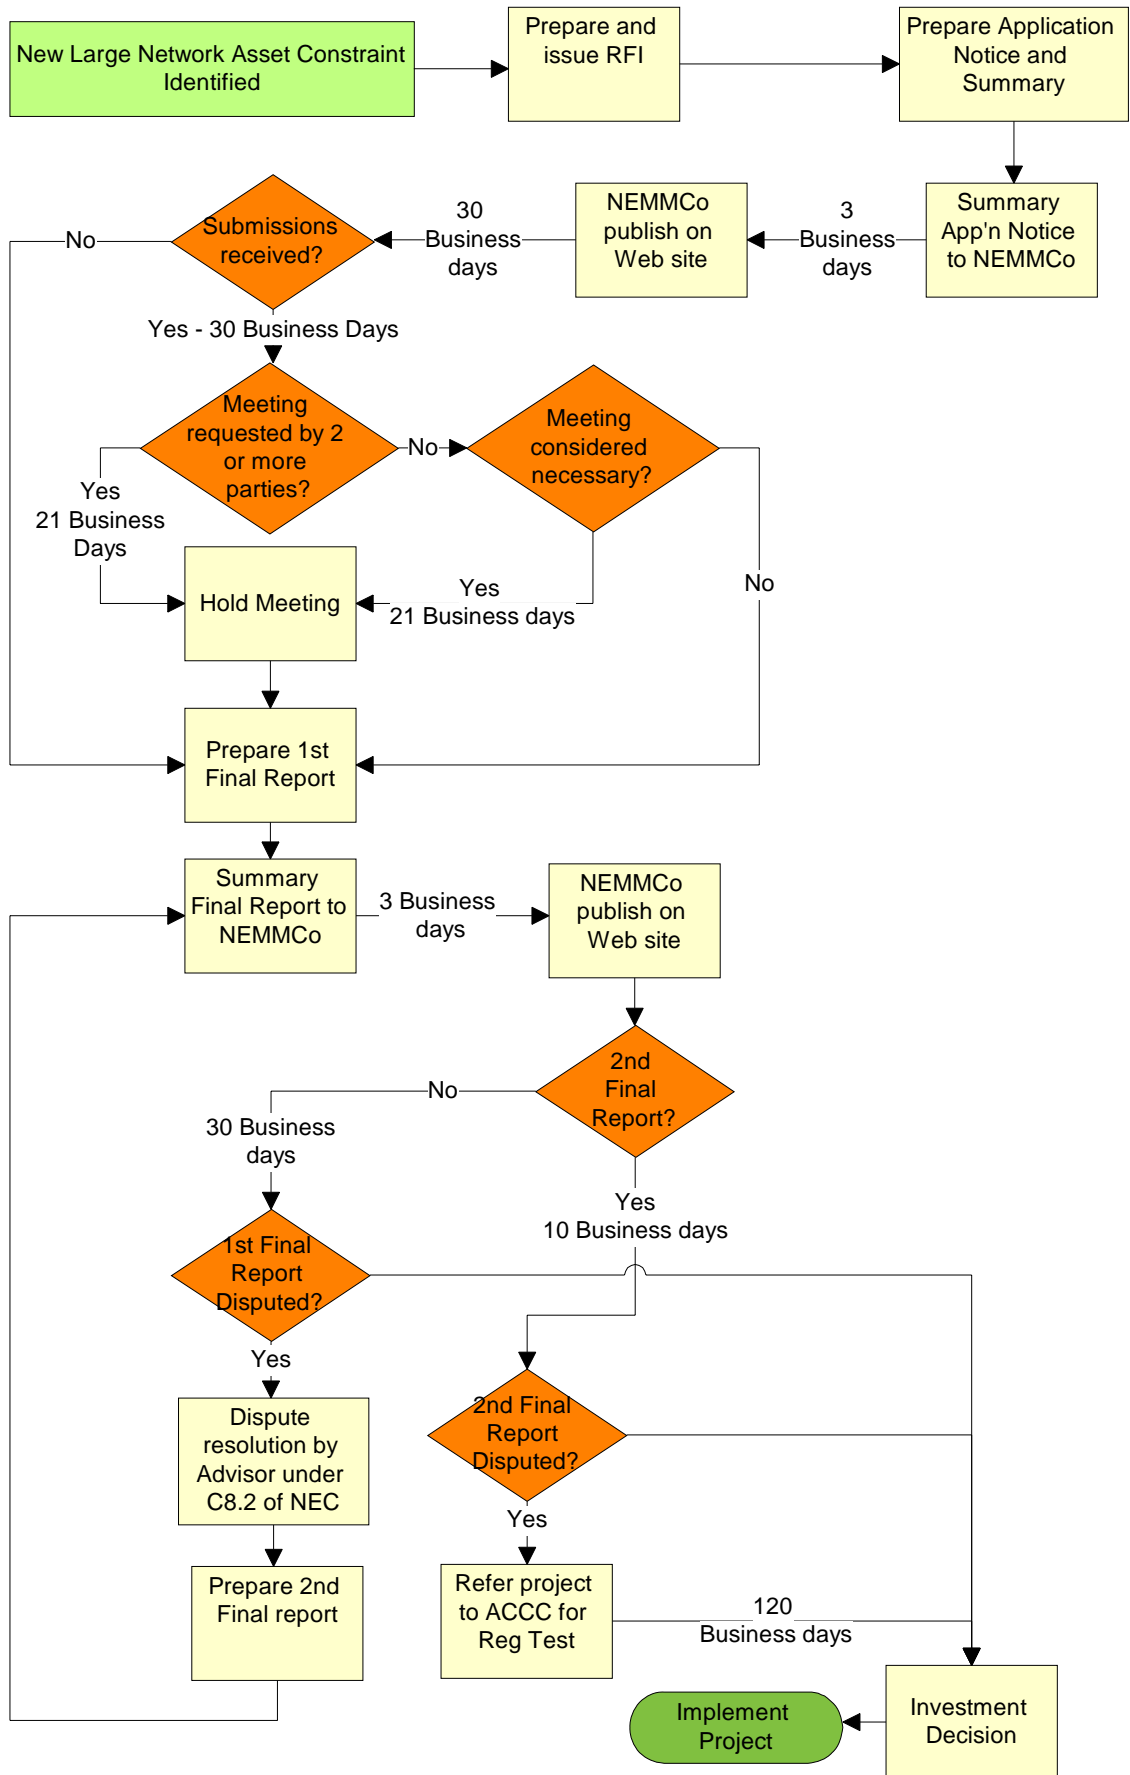 New Large Network Asset Constraint
Identified
Prepare and
issue RFI
Prepare Application
Notice and
Summary
Submissions
received?
No
30
Business
days
NEMMCo
publish on
Web site
3
Business
days
Summary
App'n Notice
to NEMMCo
Yes - 30 Business Days
Meeting
requested by 2
or more
parties?
No
Meeting
considered
necessary?
Yes
21 Business
Days
Hold Meeting
Yes
21 Business days
No
Prepare 1st
Final Report
Summary
Final Report to
NEMMCo
3 Business
days
NEMMCo
publish on
Web site
2nd
Final
Report?
No
30 Business
days
Yes
10 Business days
1st Final
Report
Disputed?
Yes
2nd Final
Report
Disputed?
Yes
Dispute
resolution by
Advisor under
C8.2 of NEC
Prepare 2nd
Final report
Refer project
to ACCC for
Reg Test
120
Business days
Implement
Project
Investment
Decision